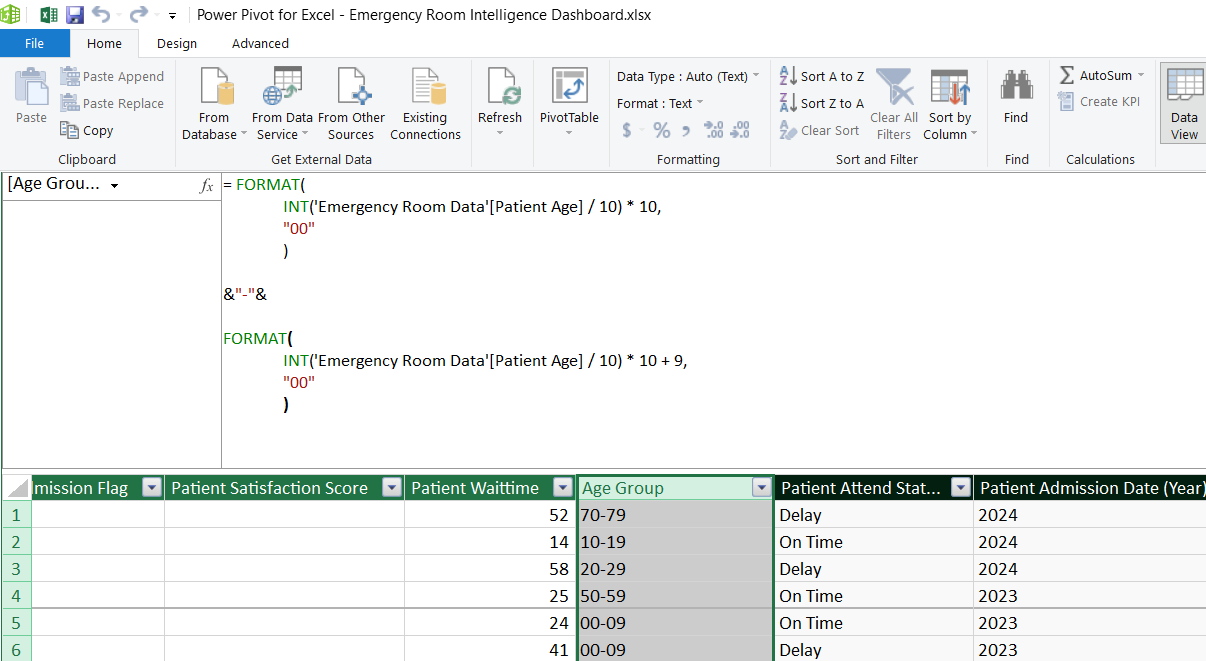 Power Pivot for Excel - Emergency Room Intelligence Dashboard.xlsx
File Home Design Advanced
Paste
Paste Append
Paste Replace
Copy
Clipboard
From Database
From Data Service
From Other Sources
Existing Connections
Get External Data
Refresh
PivotTable
Data Type : Auto (Text)
Format : Text
$ % ,
Formatting
Sort A to Z
Sort Z to A
Clear Sort
Clear All Filters
Sort by Column
Sort and Filter
Find
Find
AutoSum
Create KPI
Calculations
Data View
[Age Grou... fx = FORMAT(
INT('Emergency Room Data'[Patient Age] / 10) * 10,
"00"
)
&"-"&
FORMAT(
INT('Emergency Room Data'[Patient Age] / 10) * 10 + 9,
"00"
)
lmission Flag Patient Satisfaction Score Patient Waittime Age Group Patient Attend Stat... Patient Admission Date (Year)
1 52 70-79 Delay 2024
2 14 10-19 On Time 2024
3 58 20-29 Delay 2024
4 25 50-59 On Time 2023
5 24 00-09 On Time 2023
6 41 00-09 Delay 2023